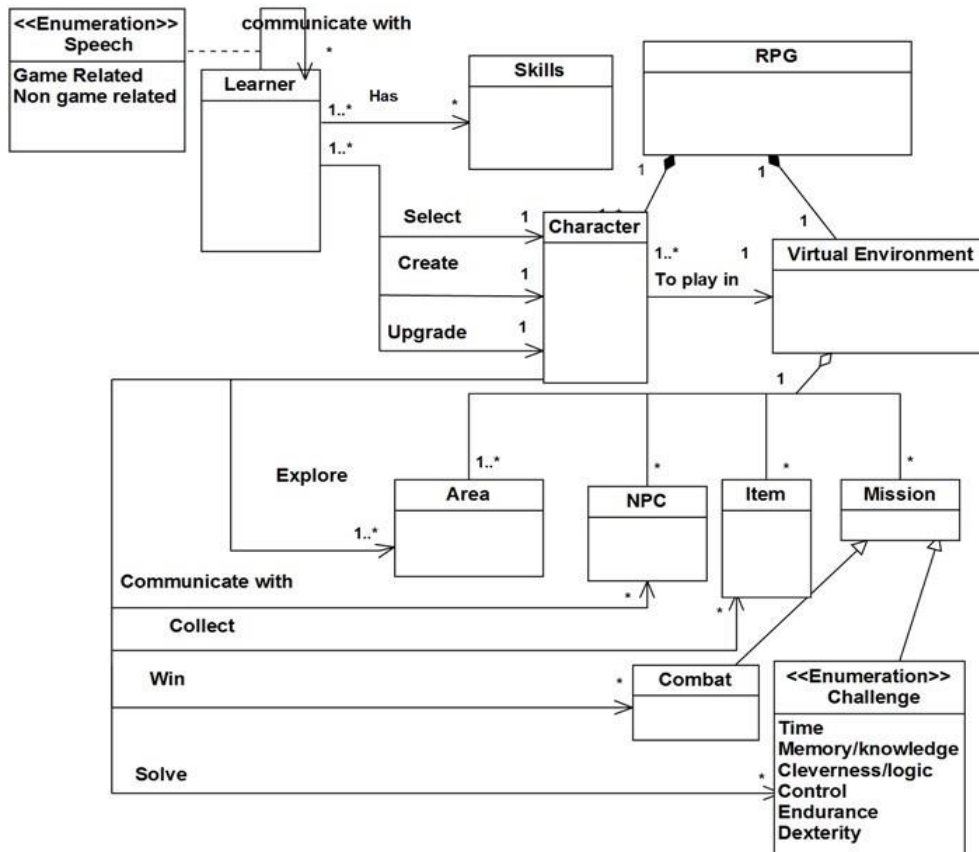 communicate with
<<Enumeration>>
Speech
Game Related
Non game related
*
Learner
1..*
Has
*
1..*
Skills
RPG
1
1
1..*
1
Select
1
Character
Create
1
Upgrade
1
1..*
1
To play in
Virtual Environment
1
1..*
*
*
*
Explore
Area
NPC
Item
Mission
1..*
Communicate with
*
Collect
*
Win
*
Combat
<<Enumeration>>
Challenge
Time
Memory/knowledge
Cleverness/logic
Control
Endurance
Dexterity
Solve
*